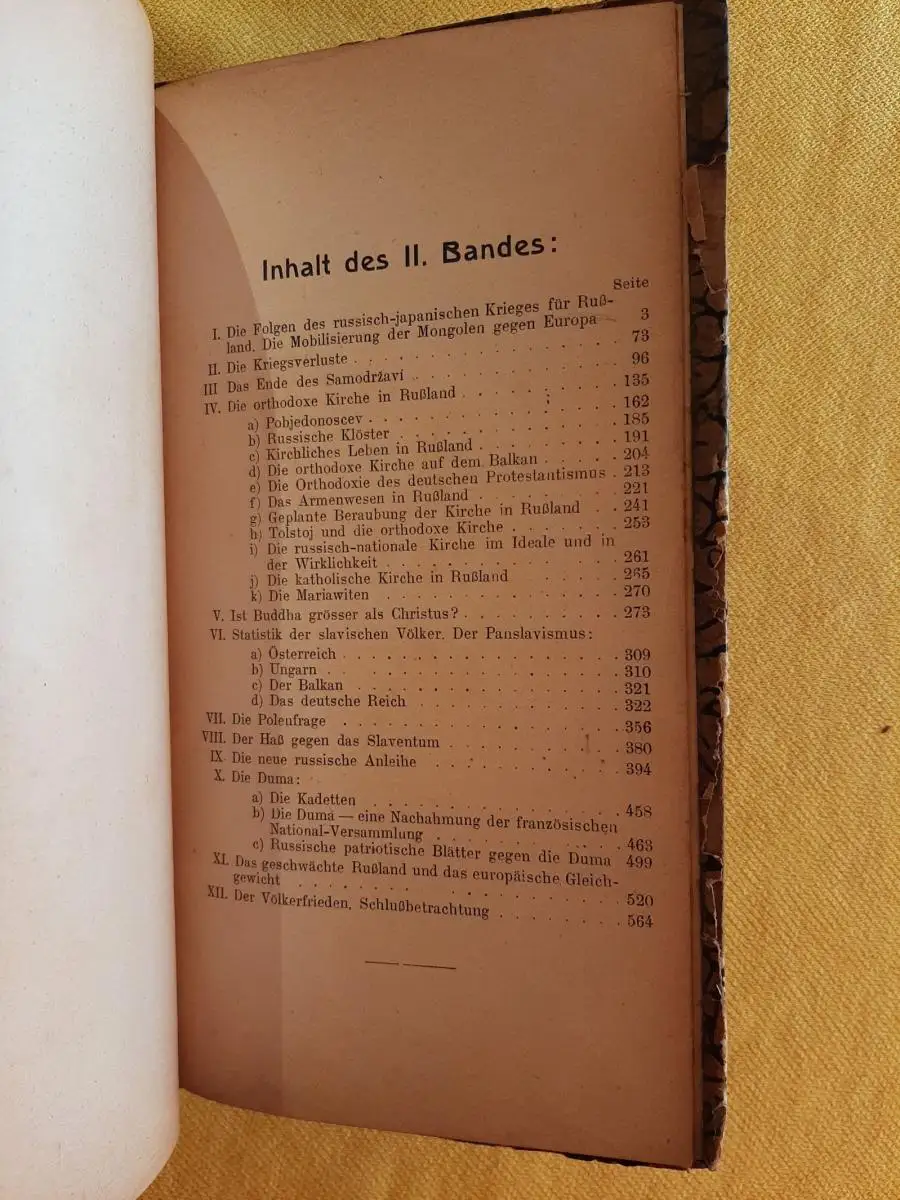 Inhalt des II. Bandes:
Seite
I. Die Folgen des russisch-japanischen Krieges für Ruß-
land. Die Mobilisierung der Mongolen gegen Europa 3
II. Die Kriegsverluste . . . . . . . . . . . . 73
III Das Ende des Samodržaví . . . . . . . . . . 96
IV. Die orthodoxe Kirche in Rußland . . . . . . . 135
a) Pobjedonoscev . . . . . . . . . . . . 162
b) Russische Klöster . . . . . . . . . . . 185
c) Kirchliches Leben in Rußland . . . . . . . 191
d) Die orthodoxe Kirche auf dem Balkan . . . . . 204
e) Die Orthodoxie des deutschen Protestantismus . 213
f) Das Armenwesen in Rußland . . . . . . . 221
g) Geplante Beraubung der Kirche in Rußland . . 241
h) Tolstoj und die orthodoxe Kirche . . . . . . 253
i) Die russisch-nationale Kirche im Ideale und in
der Wirklichkeit . . . . . . . . . . . 261
j) Die katholische Kirche in Rußland . . . . . 265
k) Die Mariawiten . . . . . . . . . . . 270
V. Ist Buddha grösser als Christus? . . . . . . . . 273
VI. Statistik der slavischen Völker. Der Panslavismus:
a) Österreich . . . . . . . . . . . . . 309
b) Ungarn . . . . . . . . . . . . . 310
c) Der Balkan . . . . . . . . . . . . 321
d) Das deutsche Reich . . . . . . . . . . 322
VII. Die Polenfrage . . . . . . . . . . . . 356
VIII. Der Haß gegen das Slaventum . . . . . . . . 380
IX. Die neue russische Anleihe . . . . . . . . . 394
X. Die Duma:
a) Die Kadetten . . . . . . . . . . . . 458
b) Die Duma — eine Nachahmung der französischen
National-Versammlung . . . . . . . . . 463
c) Russische patriotische Blätter gegen die Duma 499
XI. Das geschwächte Rußland und das europäische Gleich-
gewicht . . . . . . . . . . . . . . 520
XII. Der Völkerfrieden, Schlußbetrachtung . . . . . . 564